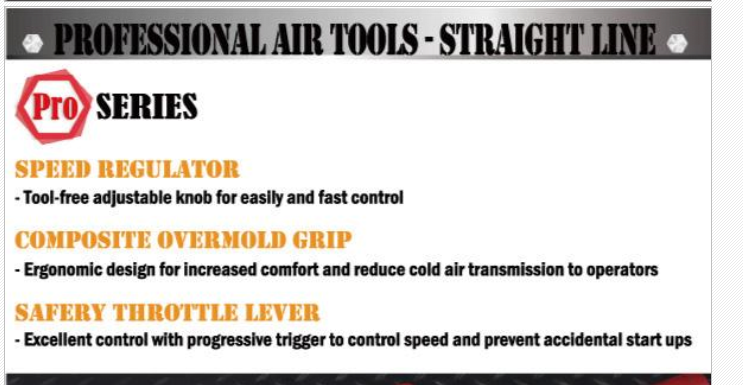 PROFESSIONAL AIR TOOLS - STRAIGHT LINE
Pro SERIES
SPEED REGULATOR
- Tool-free adjustable knob for easily and fast control
COMPOSITE OVERMOLD GRIP
- Ergonomic design for increased comfort and reduce cold air transmission to operators
SAFERY THROTTLE LEVER
- Excellent control with progressive trigger to control speed and prevent accidental start ups